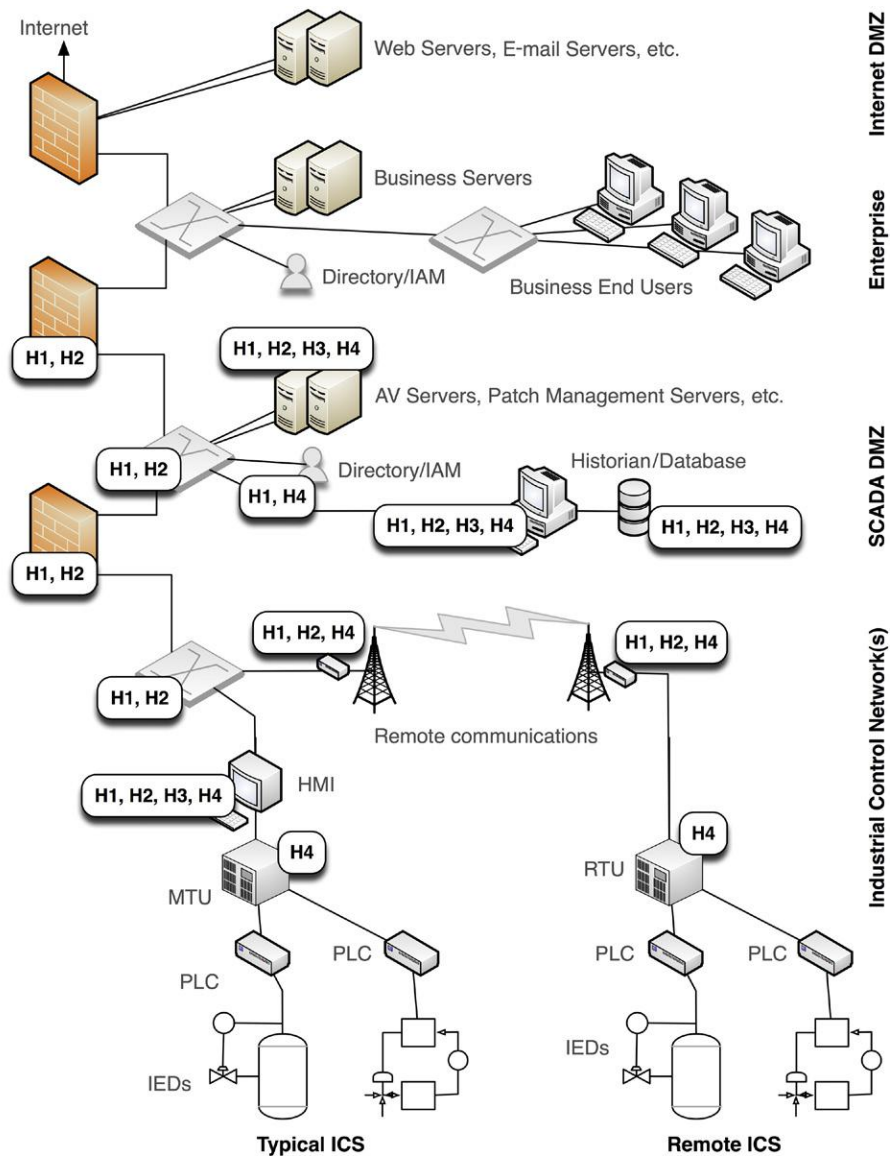 Internet
Web Servers, E-mail Servers, etc.
Internet DMZ
Business Servers
Directory/IAM
Business End Users
Enterprise
H1, H2
H1, H2, H3, H4
AV Servers, Patch Management Servers, etc.
H1, H2
Directory/IAM
Historian/Database
H1, H4
H1, H2, H3, H4
H1, H2, H3, H4
SCADA DMZ
H1, H2
H1, H2, H4
H1, H2, H4
H1, H2
Remote communications
HMI
H1, H2, H3, H4
H4
MTU
H4
RTU
PLC
PLC
PLC
PLC
IEDs
IEDs
Industrial Control Network(s)
Typical ICS
Remote ICS